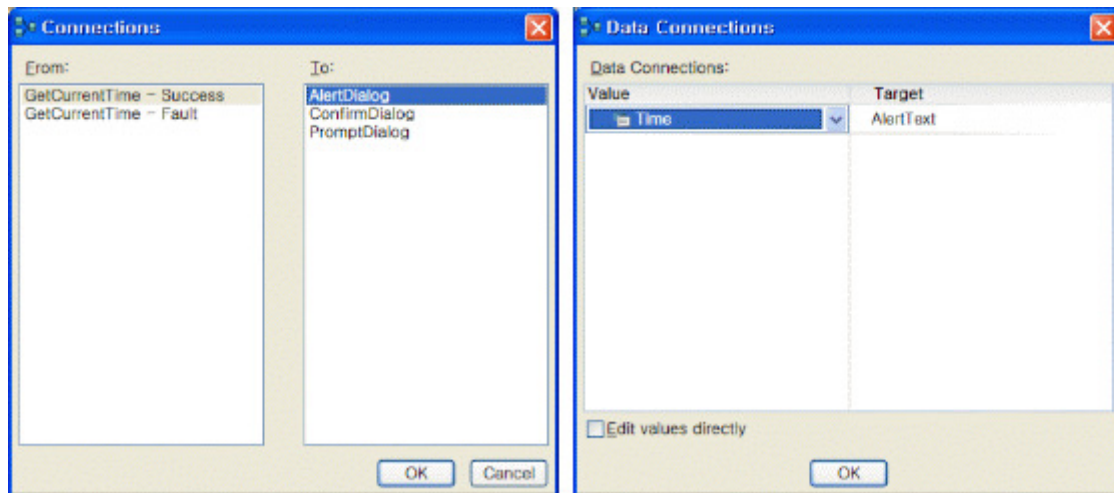 Connections
From:
To:
GetCurrentTime - Success
GetCurrentTime - Fault
AlertDialog
ConfirmDialog
PromptDialog
OK
Cancel
Data Connections
Data Connections:
Value
Target
Time
AlertText
Edit values directly
OK